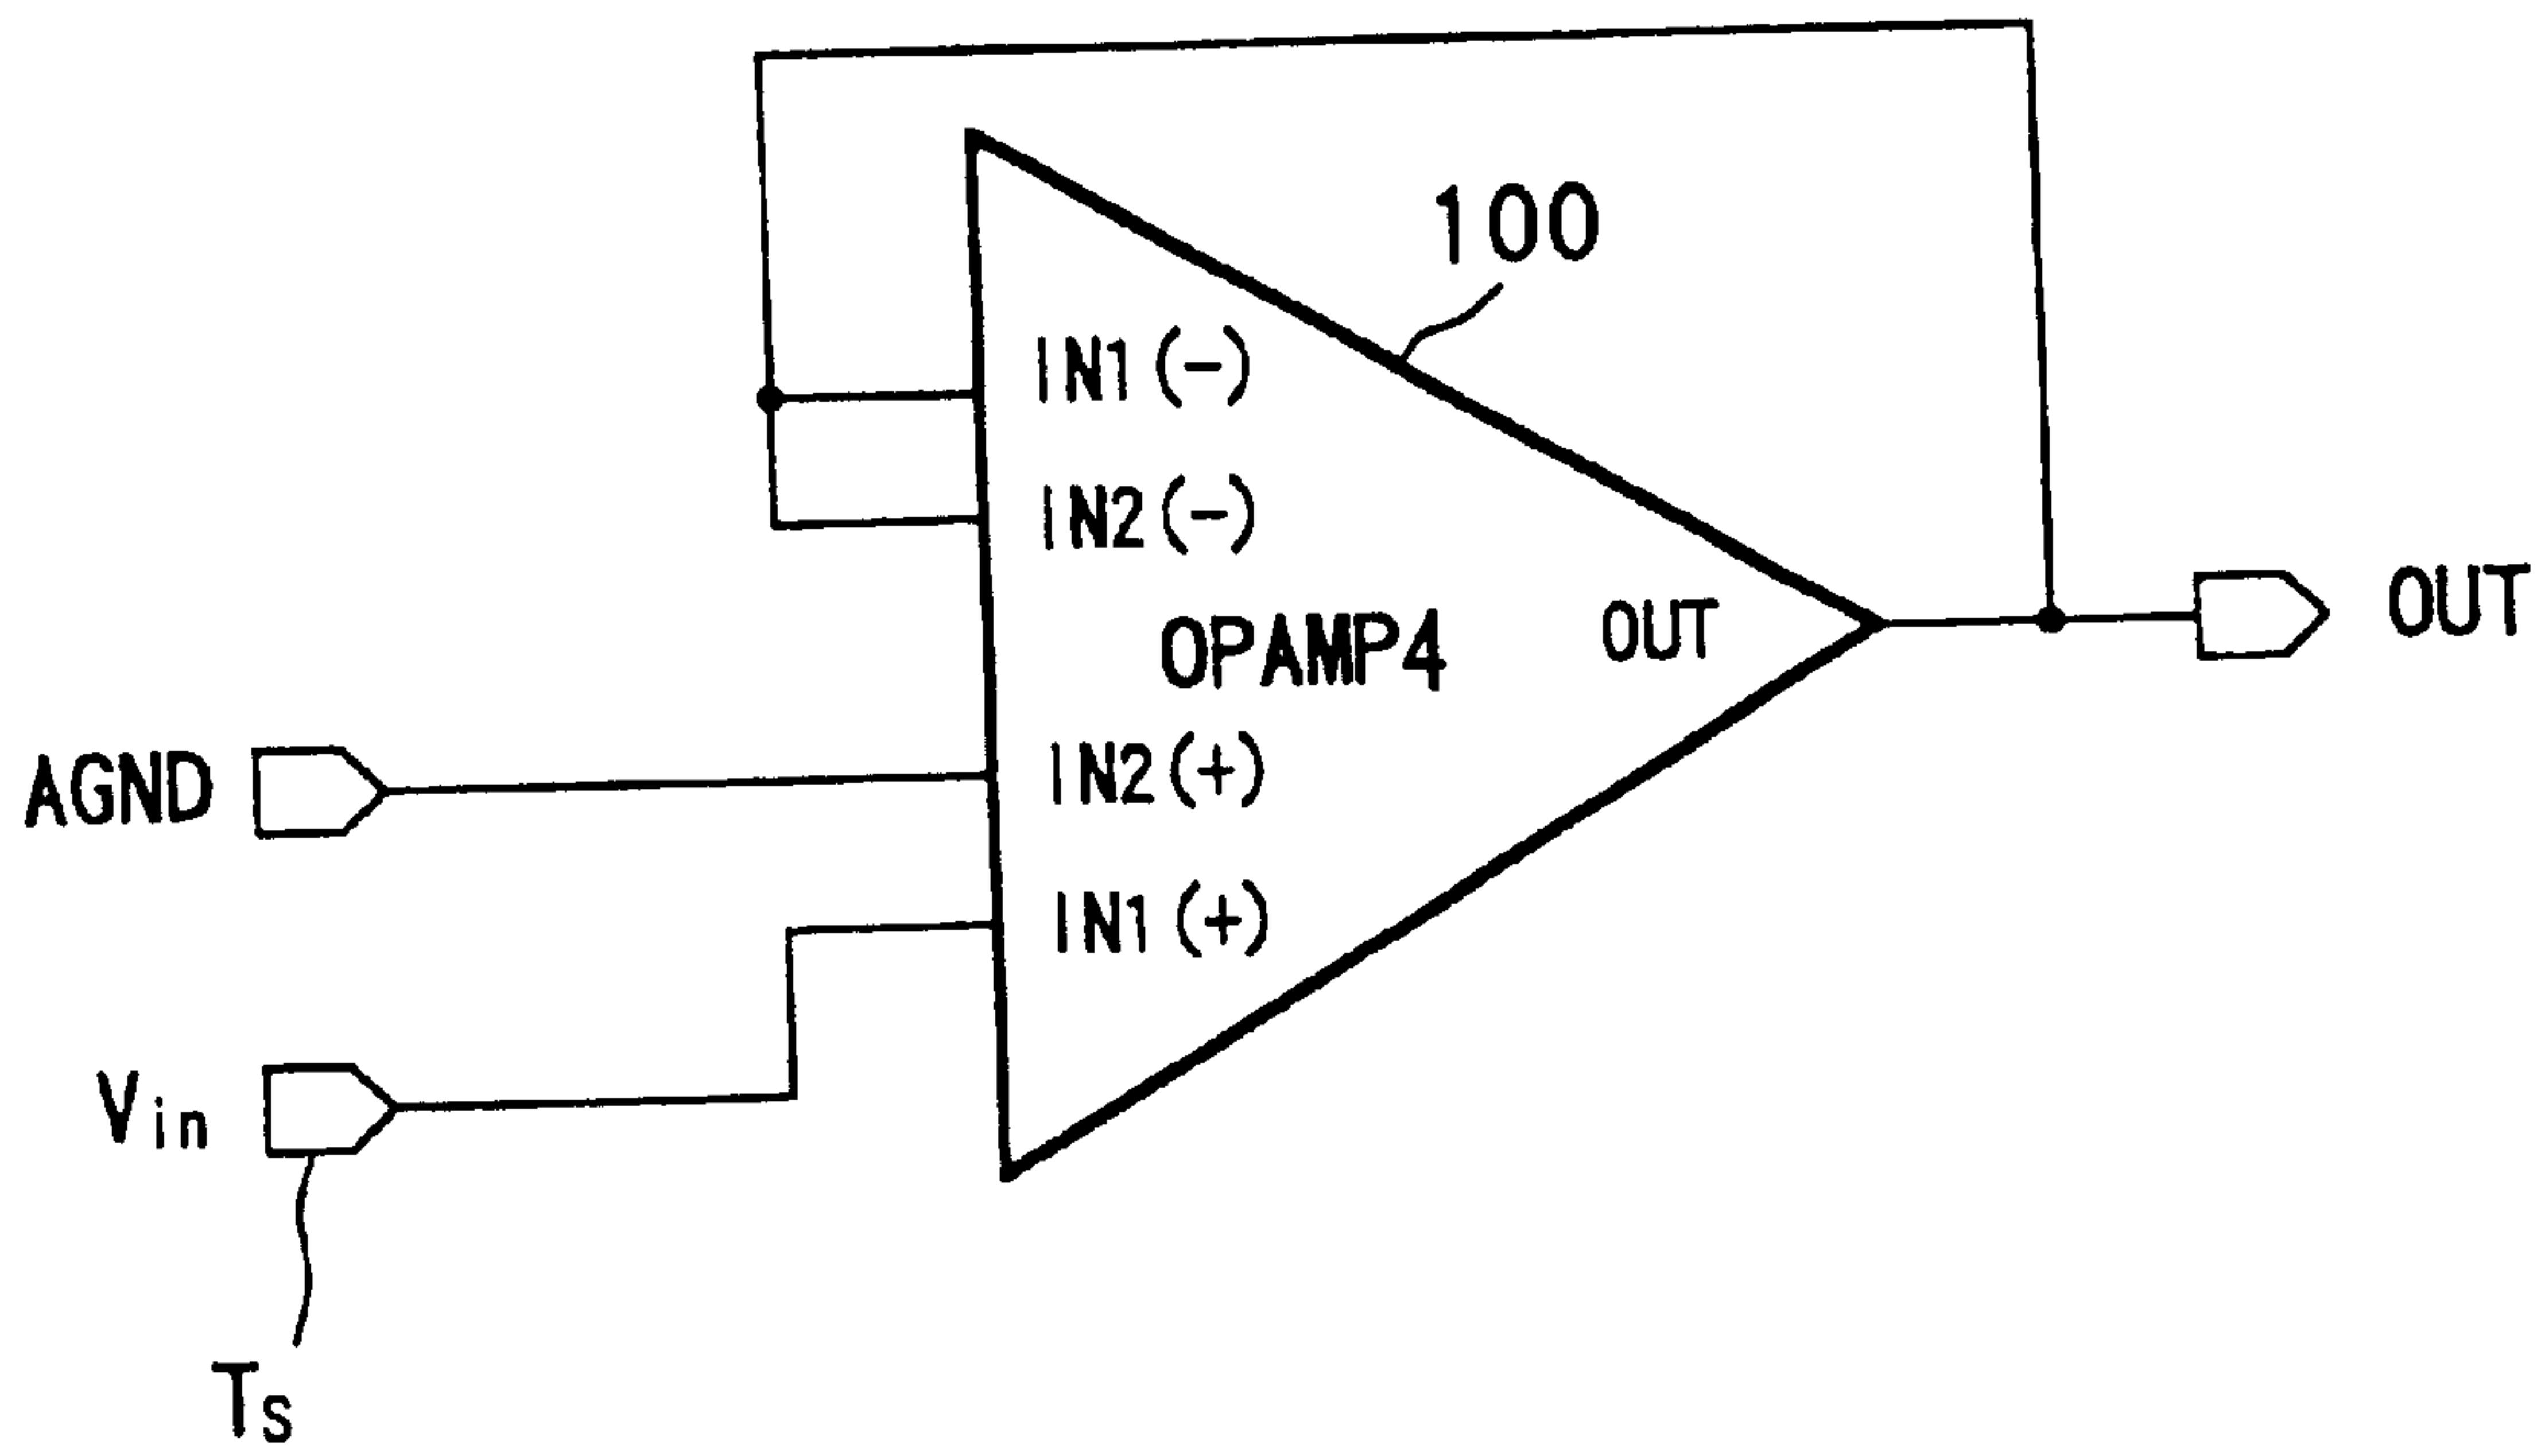 100
IN1(-)
IN2(-)
OPAMP4
OUT
OUT
AGND
IN2(+)
IN1(+)
Vin
Ts